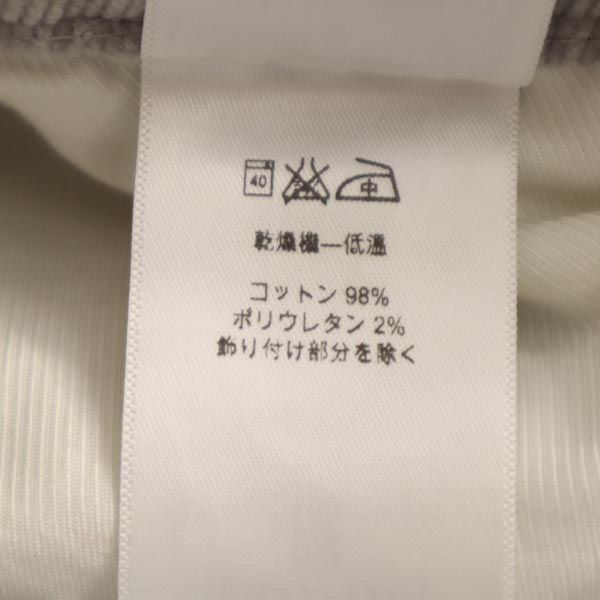 40 中
乾燥機—低温
コットン 98%
ポリウレタン 2%
飾り付け部分を除く